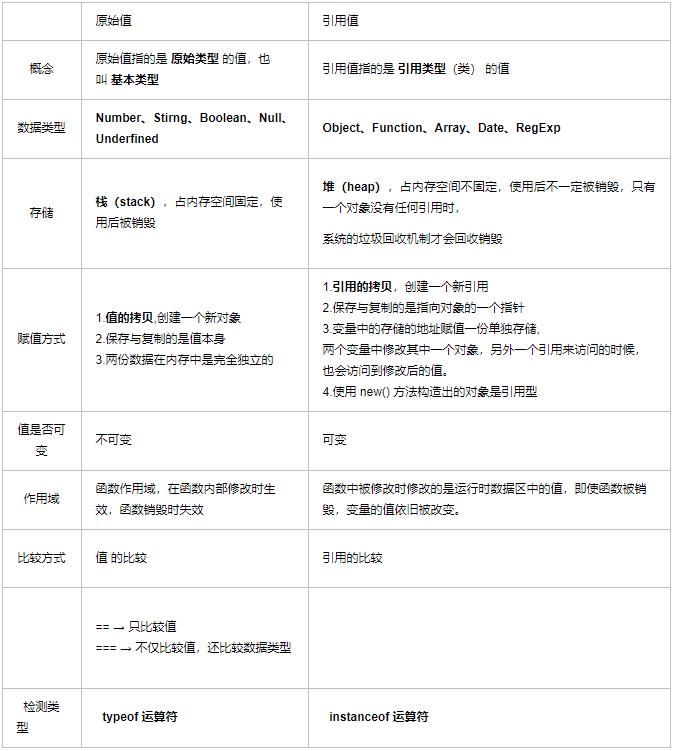 原始值 引用值
概念
原始值指的是 原始类型 的值，也
叫 基本类型
引用值指的是 引用类型（类） 的值
数据类型
Number、Stirng、Boolean、Null、
Underfined
Object、Function、Array、Date、RegExp
存储
栈（stack），占内存空间固定，使
用后被销毁
堆（heap），占内存空间不固定，使用后不一定被销毁，只有
一个对象没有任何引用时，
系统的垃圾回收机制才会回收销毁
赋值方式
1.值的拷贝,创建一个新对象
2.保存与复制的是值本身
3.两份数据在内存中是完全独立的
1.引用的拷贝，创建一个新引用
2.保存与复制的是指向对象的一个指针
3.变量中的存储的地址赋值一份单独存储,
两个变量中修改其中一个对象，另外一个引用来访问的时候，
也会访问到修改后的值。
4.使用 new() 方法构造出的对象是引用型
值是否可
变
不可变
可变
作用域
函数作用域，在函数内部修改时生
效，函数销毁时失效
函数中被修改时修改的是运行时数据区中的值，即使函数被销
毁，变量的值依旧被改变。
比较方式
值 的比较
引用的比较
== → 只比较值
=== → 不仅比较值，还比较数据类型
检测类
型
typeof 运算符
instanceof 运算符